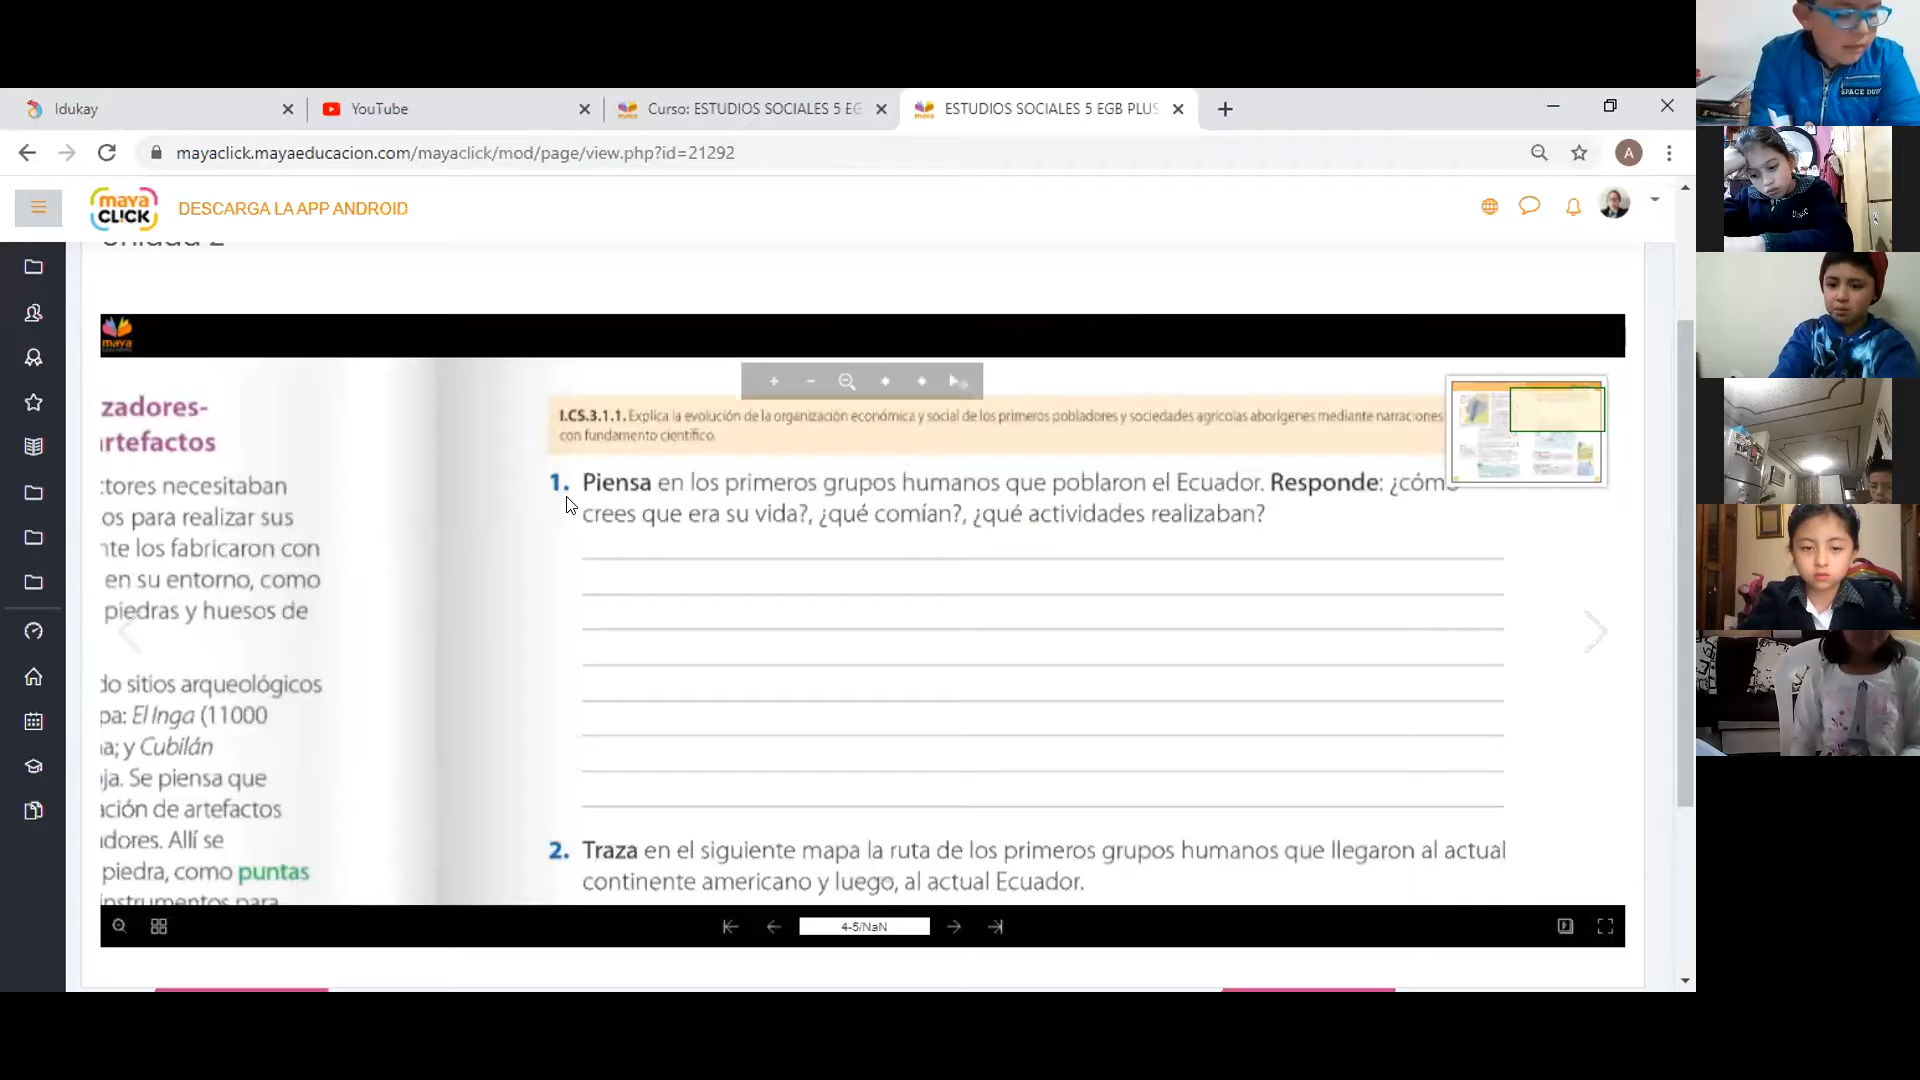 Idukay
YouTube
Curso: ESTUDIOS SOCIALES 5 EG
ESTUDIOS SOCIALES 5 EGB PLUS
mayaclick.mayaeducacion.com/mayaclick/mod/page/view.php?id=21292
A
maya
CLICK
DESCARGA LA APP ANDROID
Unidad 2
maya
zadores-
rtefactos
tores necesitaban
os para realizar sus
nte los fabricaron con
en su entorno, como
piedras y huesos de
do sitios arqueológicos
pa: El Inga (11000
a; y Cubilán
ja. Se piensa que
ación de artefactos
adores. Allí se
piedra, como puntas
instrumentos para
I.CS.3.1.1. Explica la evolución de la organización económica y social de los primeros pobladores y sociedades agrícolas aborígenes mediante narraciones
con fundamento científico.
1. Piensa en los primeros grupos humanos que poblaron el Ecuador. Responde: ¿cómo
crees que era su vida?, ¿qué comían?, ¿qué actividades realizaban?
2. Traza en el siguiente mapa la ruta de los primeros grupos humanos que llegaron al actual
continente americano y luego, al actual Ecuador.
4-5/NaN